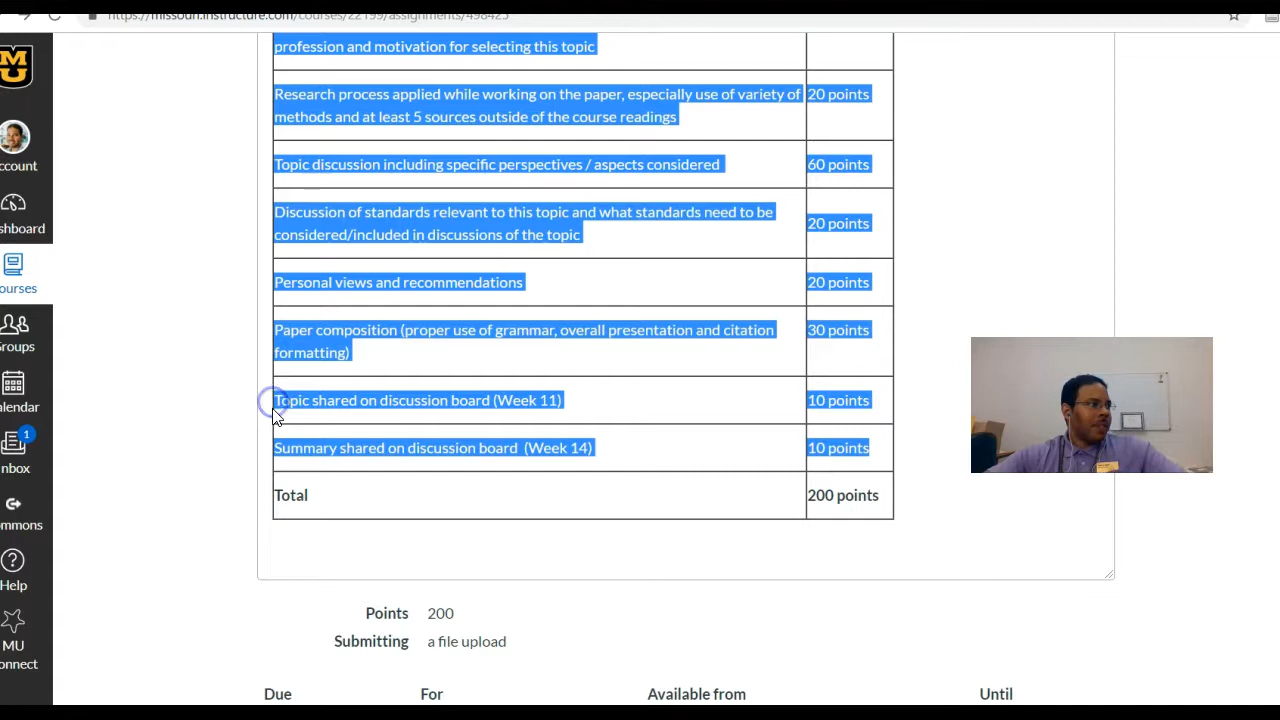 https://missouri.instructure.com/courses/22199/assignments/498425
MU
ccount
shboard
ourses
Groups
alendar
1
nbox
mmons
Help
MU
onnect
profession and motivation for selecting this topic
Research process applied while working on the paper, especially use of variety of 20 points
methods and at least 5 sources outside of the course readings
Topic discussion including specific perspectives / aspects considered 60 points
Discussion of standards relevant to this topic and what standards need to be
considered/included in discussions of the topic
20 points
Personal views and recommendations 20 points
Paper composition (proper use of grammar, overall presentation and citation 30 points
formatting)
Topic shared on discussion board (Week 11) 10 points
Summary shared on discussion board (Week 14) 10 points
Total 200 points
Points 200
Submitting a file upload
Due For Available from Until